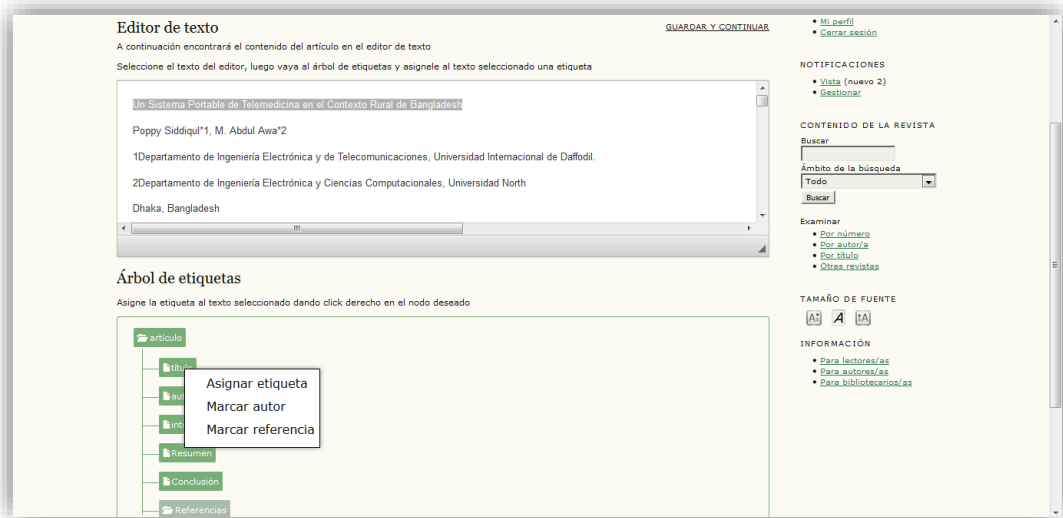 Editor de texto
GUARDAR Y CONTINUAR
A continuación encontrará el contenido del artículo en el editor de texto
Seleccione el texto del editor, luego vaya al árbol de etiquetas y asignele al texto seleccionado una etiqueta
Un Sistema Portable de Telemedicina en el Contexto Rural de Bangladesh
Poppy Siddiqul*1, M. Abdul Awa*2
1Departamento de Ingeniería Electrónica y de Telecomunicaciones, Universidad Internacional de Daffodil.
2Departamento de Ingeniería Electrónica y Ciencias Computacionales, Universidad North
Dhaka, Bangladesh
Árbol de etiquetas
Asigne la etiqueta al texto seleccionado dando click derecho en el nodo deseado
artículo
título
Asignar etiqueta
Marcar autor
Marcar referencia
Resumen
Conclusión
Referencias
Mi perfil
Cerrar sesión
NOTIFICACIONES
Vista (nuevo 2)
Gestionar
CONTENIDO DE LA REVISTA
Buscar
Ámbito de la búsqueda
Todo
Buscar
Examinar
Por número
Por autor/a
Por título
Otras revistas
TAMAÑO DE FUENTE
INFORMACIÓN
Para lectores/as
Para autores/as
Para bibliotecarios/as